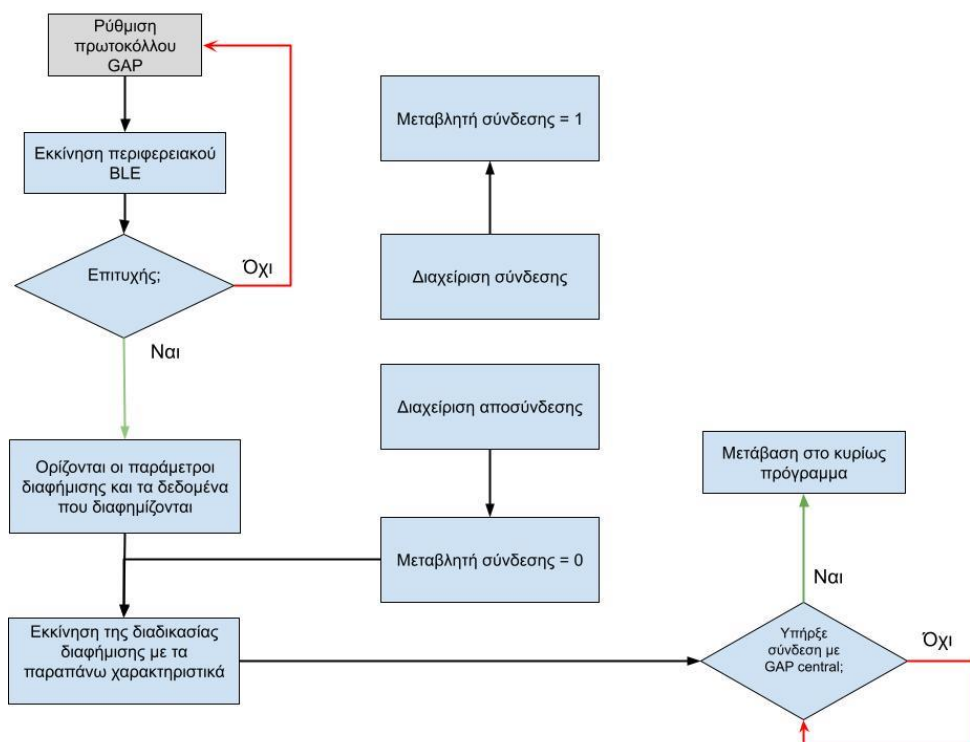 Ρύθμιση
πρωτοκόλλου
GAP
Εκκίνηση περιφερειακού
BLE
Επιτυχής;
Όχι
Ναι
Ορίζονται οι παράμετροι
διαφήμισης και τα δεδομένα
που διαφημίζονται
Εκκίνηση της διαδικασίας
διαφήμισης με τα
παραπάνω χαρακτηριστικά
Μεταβλητή σύνδεσης = 1
Διαχείριση σύνδεσης
Διαχείριση αποσύνδεσης
Μεταβλητή σύνδεσης = 0
Μετάβαση στο κυρίως
πρόγραμμα
Ναι
Υπήρξε
σύνδεση με
GAP central;
Όχι